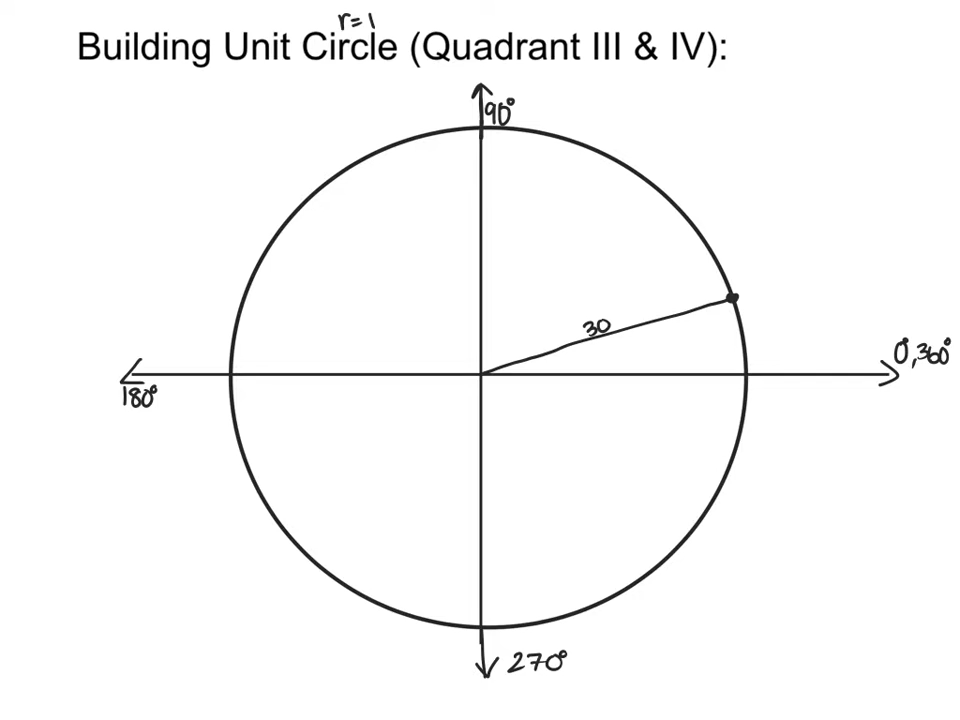 r=1
Building Unit Circle (Quadrant III & IV):
90°
30
0°,360°
180°
270°